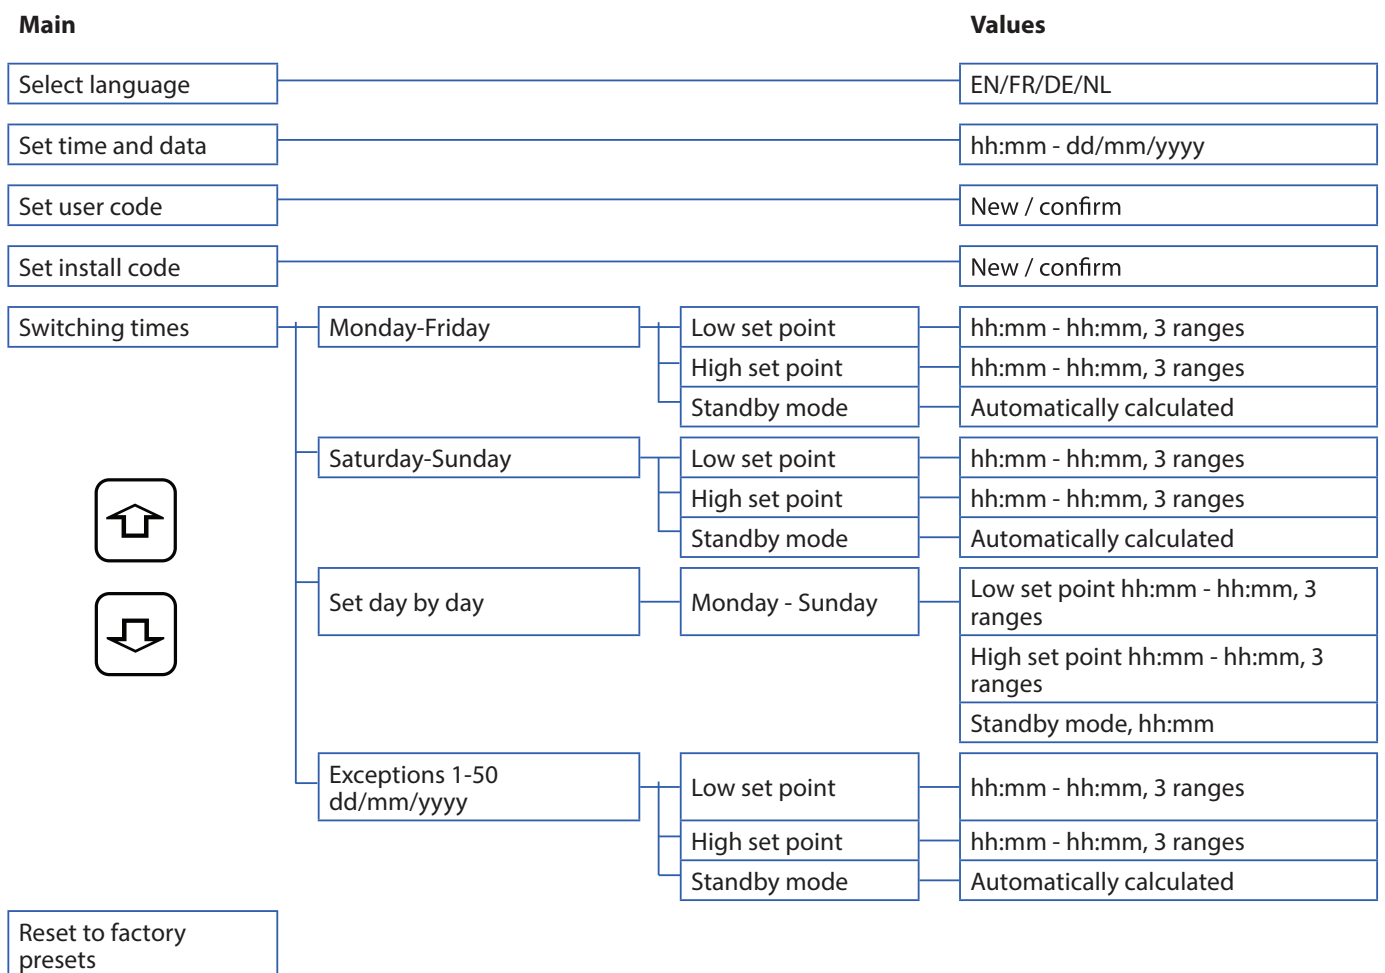 Main
Values
Select language
EN/FR/DE/NL
Set time and data
hh:mm - dd/mm/yyyy
Set user code
New / confirm
Set install code
New / confirm
Switching times
Monday-Friday
Low set point
hh:mm - hh:mm, 3 ranges
High set point
hh:mm - hh:mm, 3 ranges
Standby mode
Automatically calculated
Saturday-Sunday
Low set point
hh:mm - hh:mm, 3 ranges
High set point
hh:mm - hh:mm, 3 ranges
Standby mode
Automatically calculated
Set day by day
Monday - Sunday
Low set point hh:mm - hh:mm, 3
ranges
High set point hh:mm - hh:mm, 3
ranges
Standby mode, hh:mm
Exceptions 1-50
dd/mm/yyyy
Low set point
hh:mm - hh:mm, 3 ranges
High set point
hh:mm - hh:mm, 3 ranges
Standby mode
Automatically calculated
Reset to factory
presets